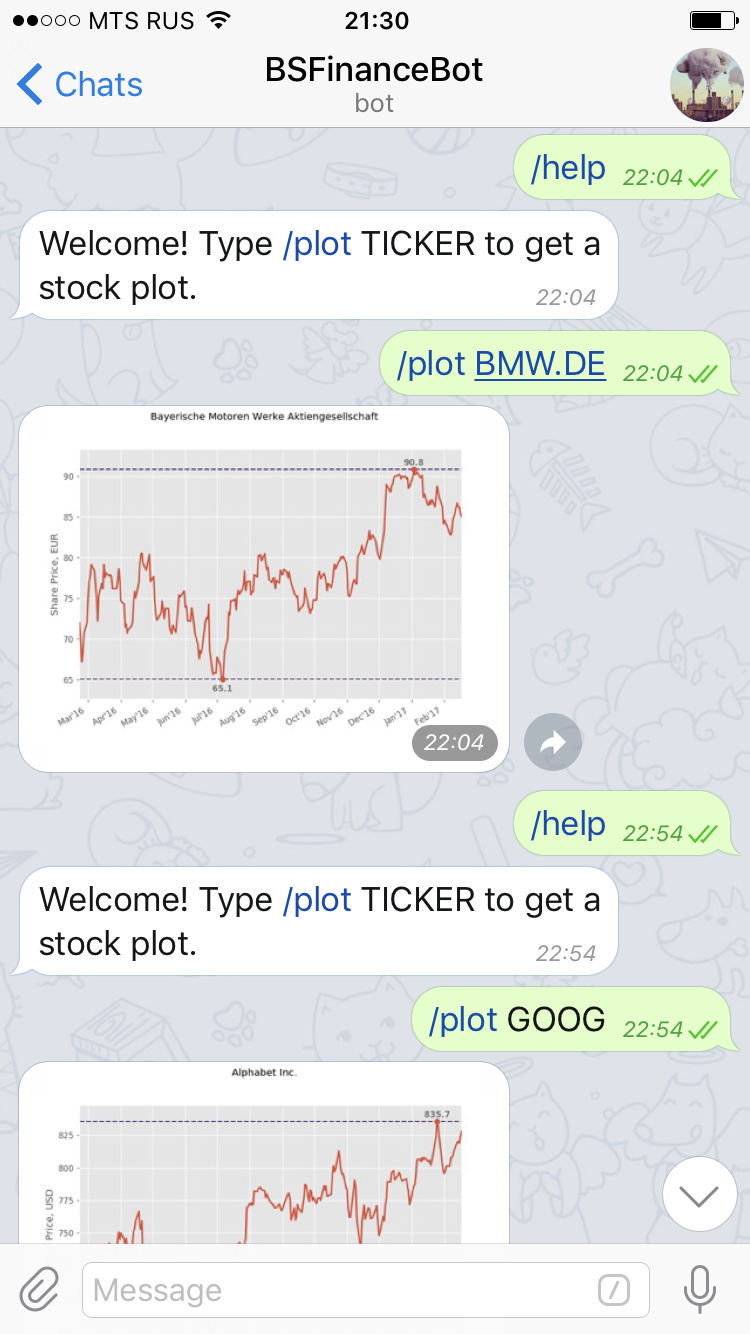 MTS RUS 21:30
Chats
BSFinanceBot
bot
/help 22:04
Welcome! Type /plot TICKER to get a
stock plot. 22:04
/plot BMW.DE 22:04
Bayerische Motoren Werke Aktiengesellschaft
90.8
90
85
80
75
70
65
65.1
Share Price, EUR
Mar'16 Apr'16 May'16 Jun'16 Jul'16 Aug'16 Sep'16 Oct'16 Nov'16 Dec'16 Jan'17 Feb'17
22:04
/help 22:54
Welcome! Type /plot TICKER to get a
stock plot. 22:54
/plot GOOG 22:54
Alphabet Inc.
835.7
825
800
775
750
Price, USD
Message